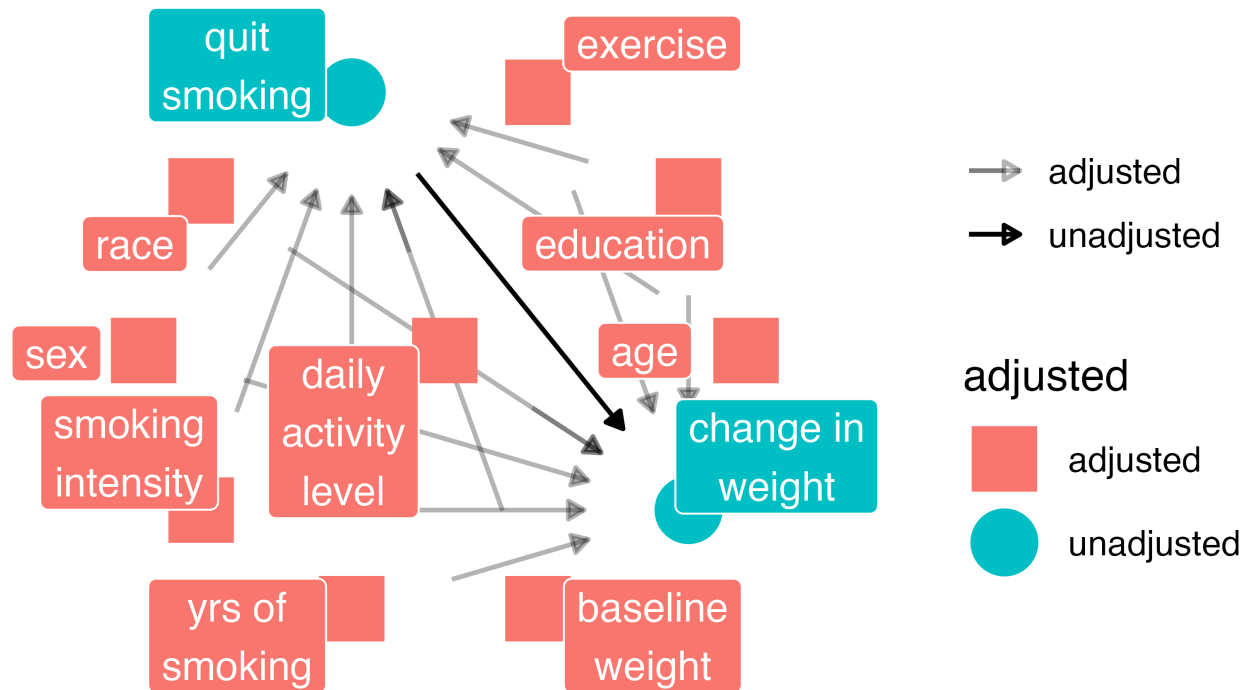 quit
smoking
exercise
race
education
sex
age
daily
activity
level
smoking
intensity
change in
weight
yrs of
smoking
baseline
weight
adjusted
unadjusted
adjusted
adjusted
unadjusted